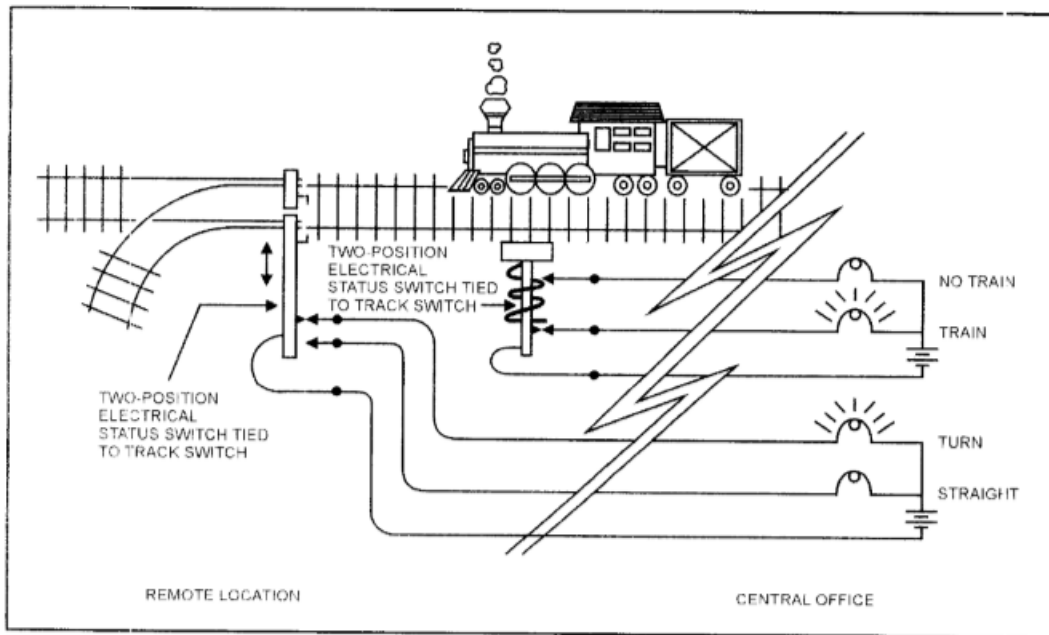 TWO-POSITION
ELECTRICAL
STATUS SWITCH TIED
TO TRACK SWITCH
NO TRAIN
TRAIN
TWO-POSITION
ELECTRICAL
STATUS SWITCH TIED
TO TRACK SWITCH
TURN
STRAIGHT
REMOTE LOCATION
CENTRAL OFFICE